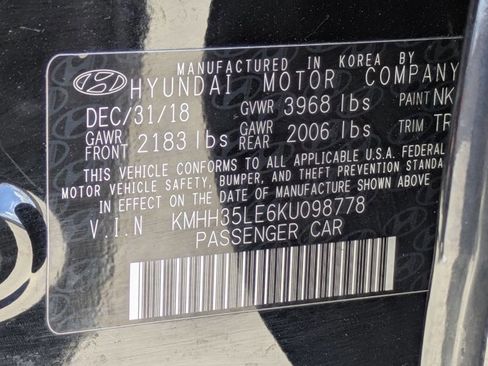 MANUFACTURED IN KOREA BY
HYUNDAI MOTOR COMPANY
DEC/31/18 GVWR 3968 lbs PAINT NK
GAWR FRONT 2183 lbs GAWR REAR 2006 lbs TRIM TR
THIS VEHICLE CONFORMS TO ALL APPLICABLE U.S.A. FEDERAL
MOTOR VEHICLE SAFETY, BUMPER, AND THEFT PREVENTION STANDA
IN EFFECT ON THE DATE OF MANUFACTURE SHOWN ABOVE
V.I.N KMHH35LE6KU098778
PASSENGER CAR